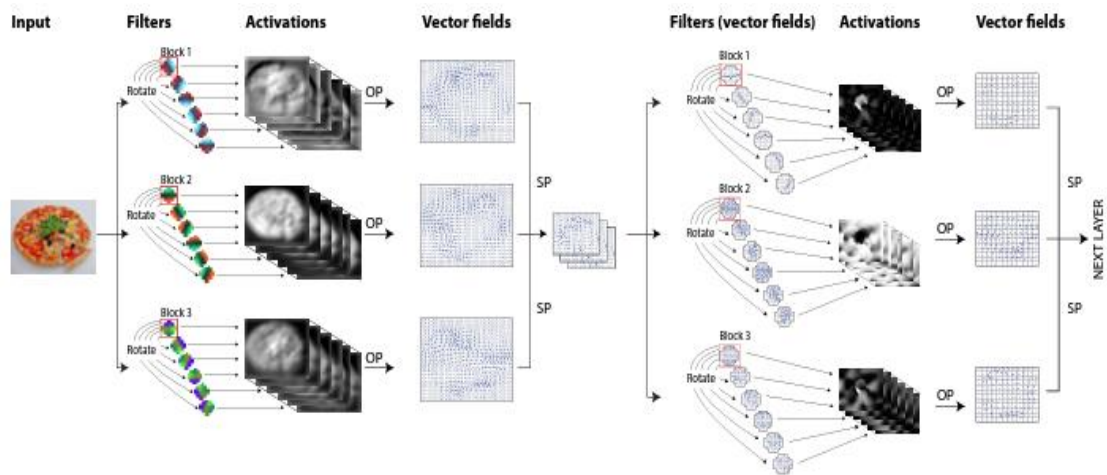 Input
Filters
Activations
Vector fields
Filters (vector fields)
Activations
Vector fields
Block 1
Rotate
OP
Block 2
Rotate
OP
Block 3
Rotate
OP
SP
SP
Block 1
Rotate
OP
Block 2
Rotate
OP
Block 3
Rotate
OP
SP
SP
NEXT LAYER